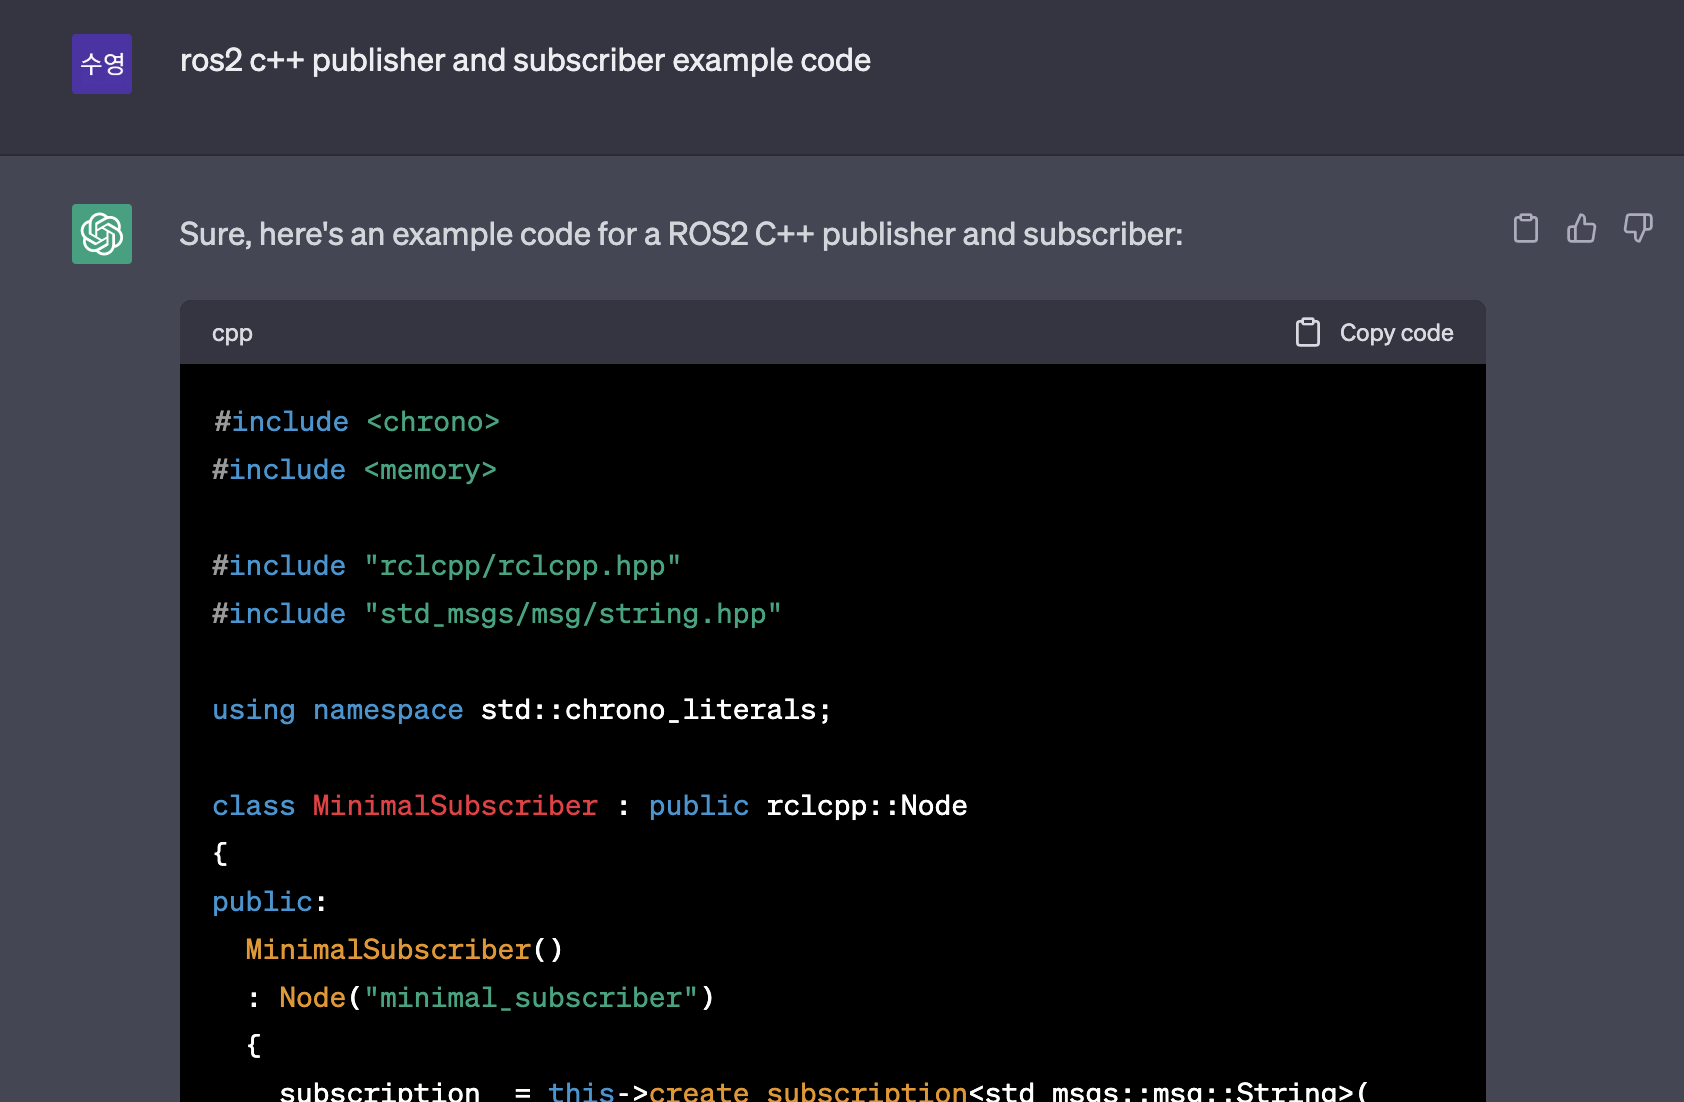 수영
ros2 c++ publisher and subscriber example code
Sure, here's an example code for a ROS2 C++ publisher and subscriber:
cpp
Copy code
#include <chrono>
#include <memory>
#include "rclcpp/rclcpp.hpp"
#include "std_msgs/msg/string.hpp"
using namespace std::chrono_literals;
class MinimalSubscriber : public rclcpp::Node
{
public:
MinimalSubscriber()
: Node("minimal_subscriber")
{
subscription_ = this->create_subscription<std_msgs::msg::String>(